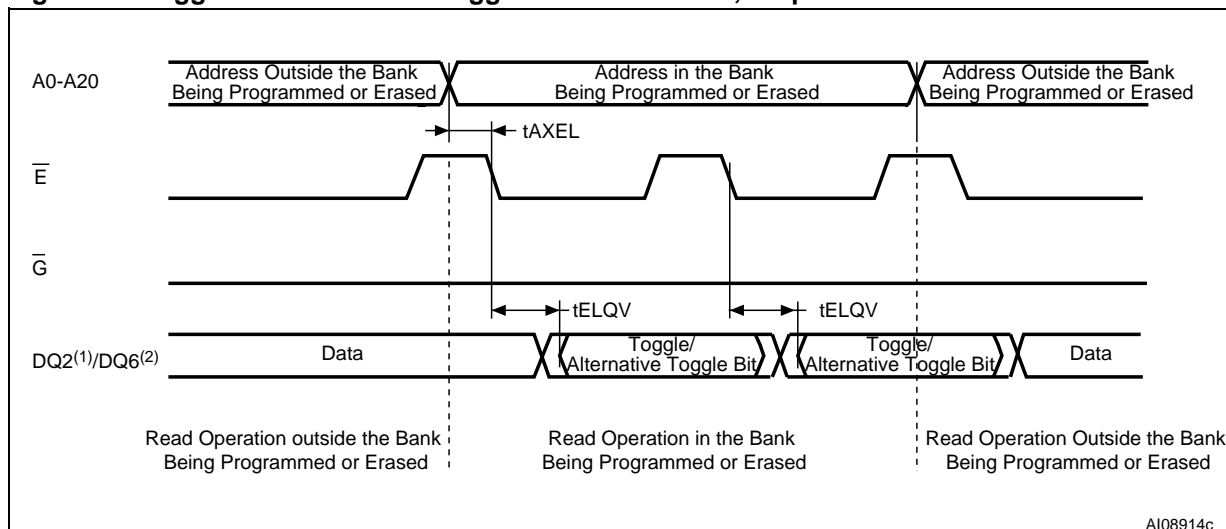 A0-A20
Address Outside the Bank
Being Programmed or Erased
Address in the Bank
Being Programmed or Erased
Address Outside the Bank
Being Programmed or Erased
tAXEL
E
G
tELQV
tELQV
DQ2(1)/DQ6(2)
Data
Toggle/
Alternative Toggle Bit
Toggle/
Alternative Toggle Bit
Data
Read Operation outside the Bank
Being Programmed or Erased
Read Operation in the Bank
Being Programmed or Erased
Read Operation Outside the Bank
Being Programmed or Erased
AI08914c